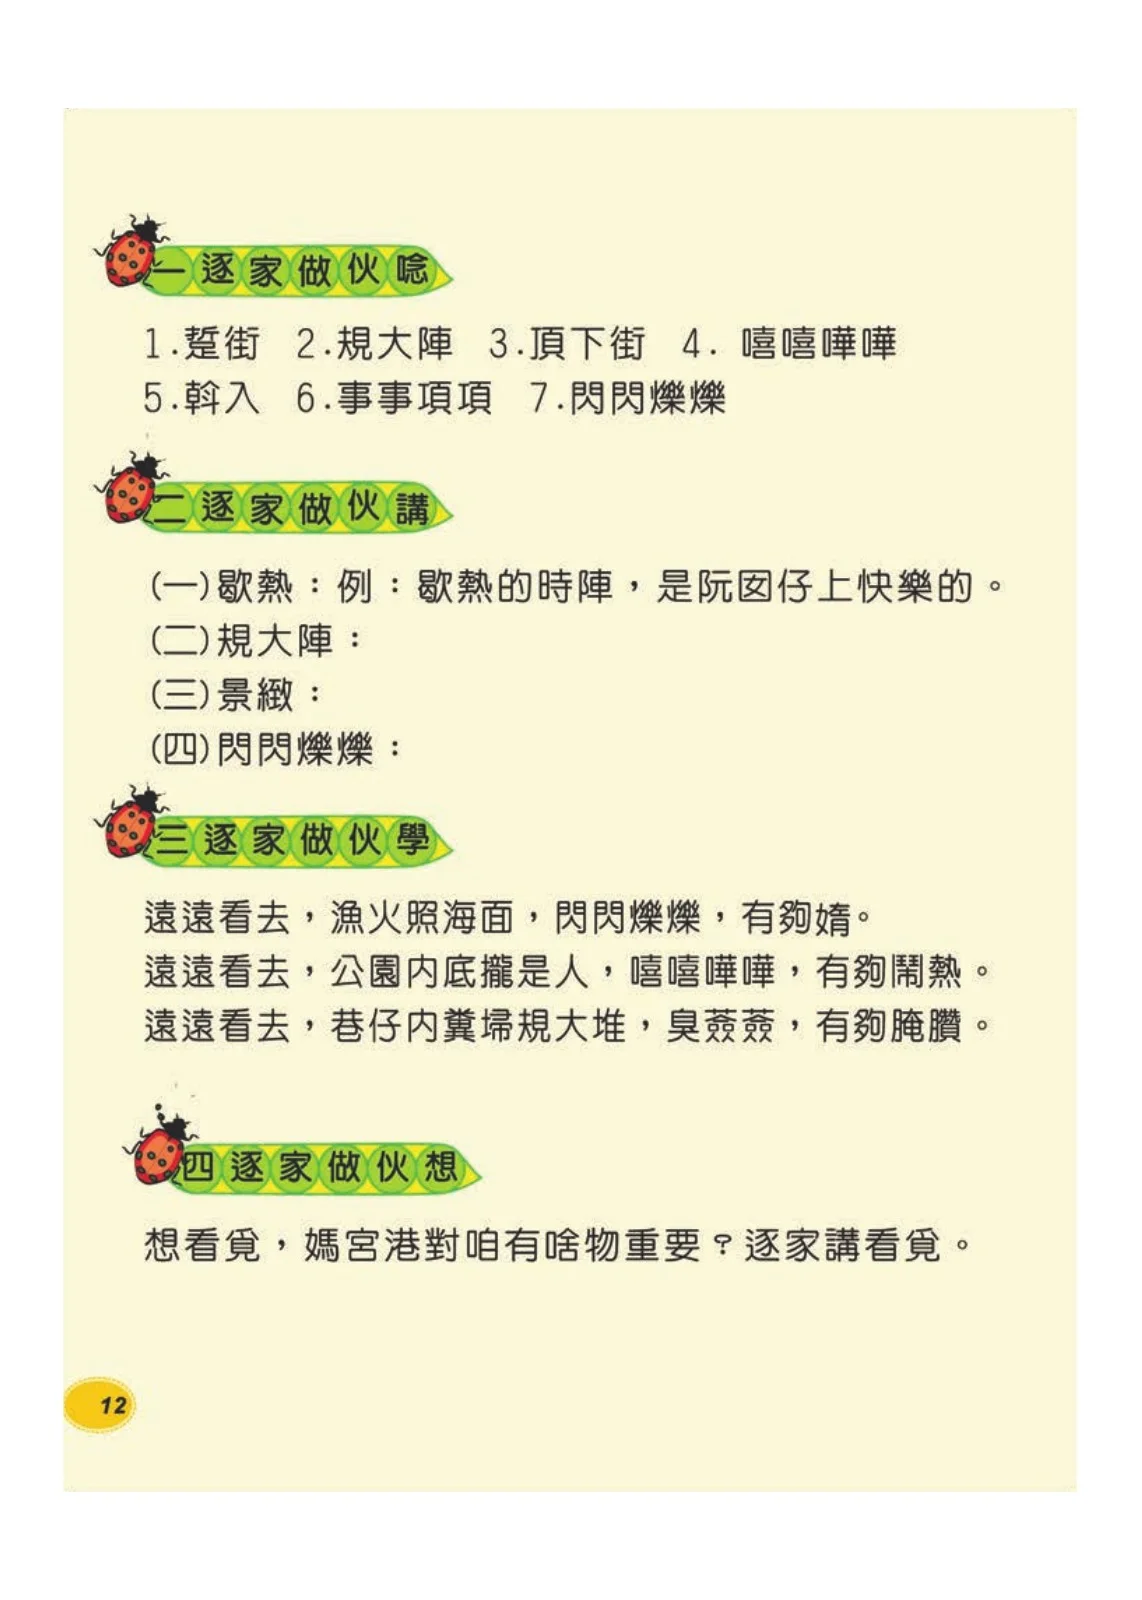 一逐家做伙唸
1.踅街 2.規大陣 3.頂下街 4. 嘻嘻嘩嘩
5.斡入 6.事事項項 7.閃閃爍爍
二逐家做伙講
(一)歇熱：例：歇熱的時陣，是阮囡仔上快樂的。
(二)規大陣：
(三)景緻：
(四)閃閃爍爍：
三逐家做伙學
遠遠看去，漁火照海面，閃閃爍爍，有夠媠。
遠遠看去，公園內底攏是人，嘻嘻嘩嘩，有夠鬧熱。
遠遠看去，巷仔內糞埽規大堆，臭薟薟，有夠腌臢。
四逐家做伙想
想看覓，媽宮港對咱有啥物重要？逐家講看覓。
12